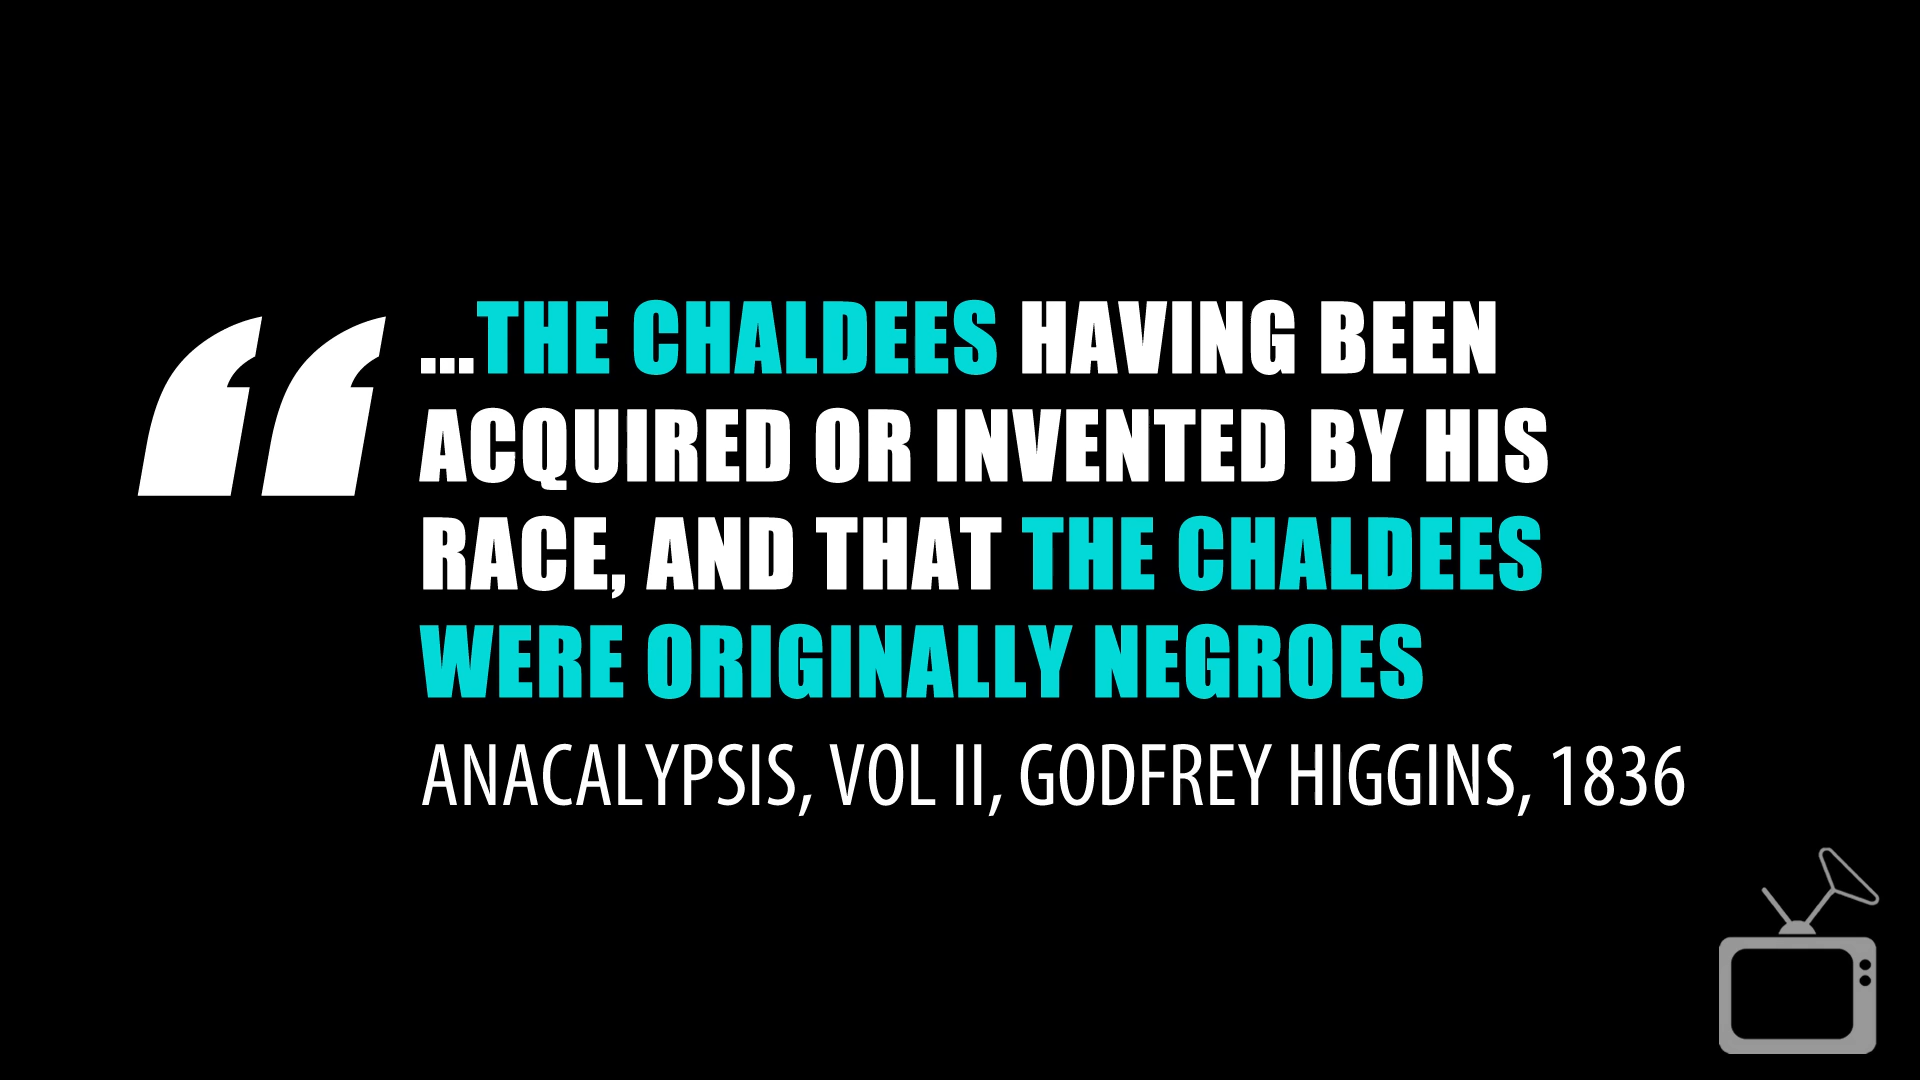 “
...THE CHALDEES HAVING BEEN
ACQUIRED OR INVENTED BY HIS
RACE, AND THAT THE CHALDEES
WERE ORIGINALLY NEGROES
ANACALYPSIS, VOL II, GODFREY HIGGINS, 1836